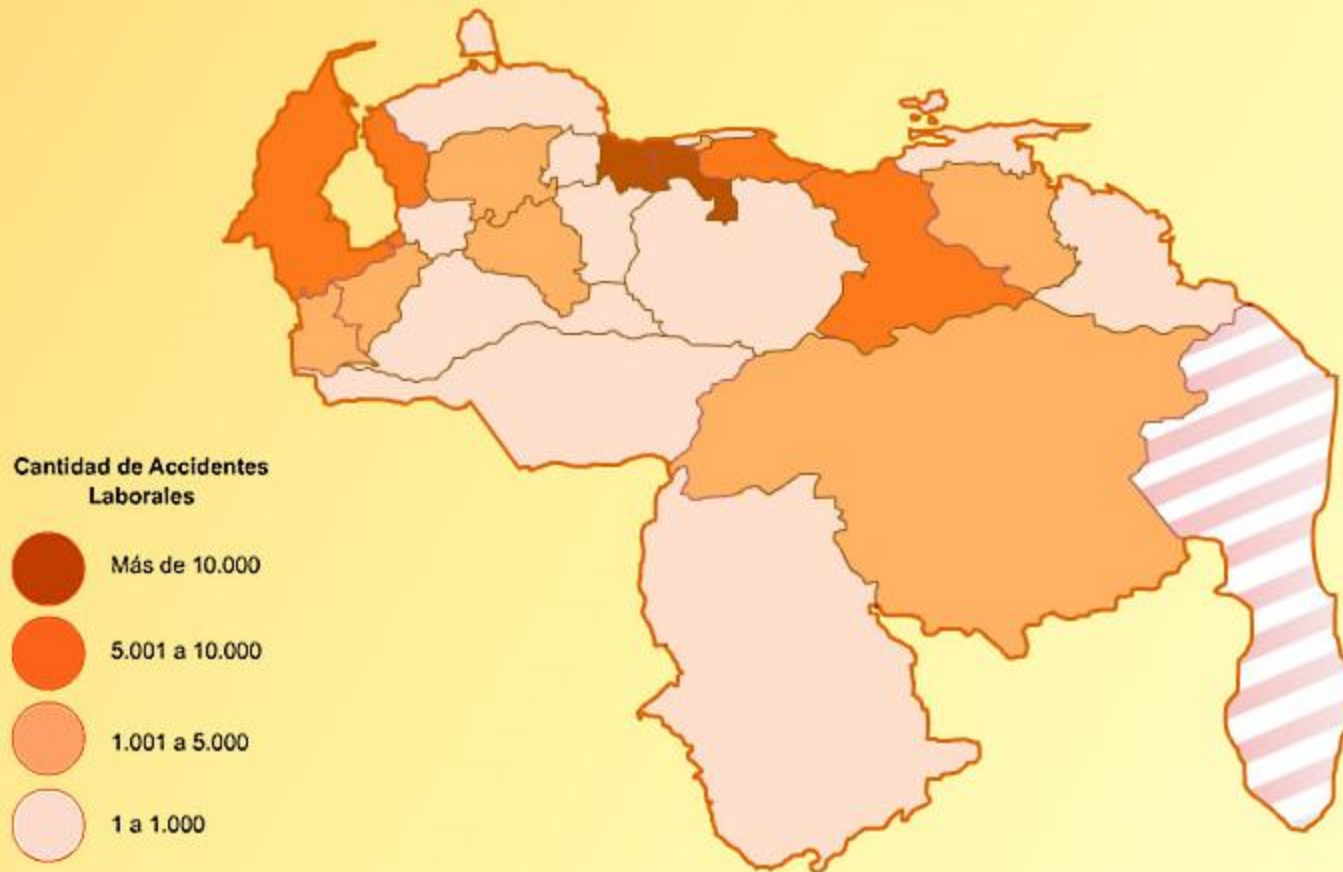 Cantidad de Accidentes
Laborales
Más de 10.000
5.001 a 10.000
1.001 a 5.000
1 a 1.000